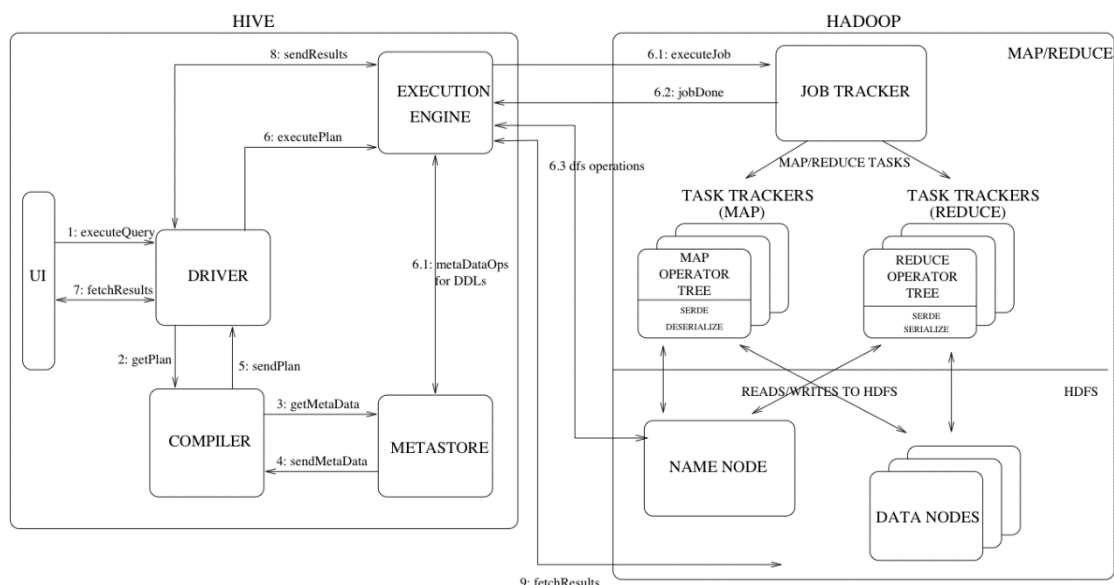 HIVE
HADOOP
MAP/REDUCE
8: sendResults
EXECUTION
ENGINE
6.1: executeJob
6.2: jobDone
JOB TRACKER
6: executePlan
6.3 dfs operations
MAP/REDUCE TASKS
TASK TRACKERS
(MAP)
TASK TRACKERS
(REDUCE)
UI
1: executeQuery
DRIVER
7: fetchResults
6.1: metaDataOps
for DDLs
MAP
OPERATOR
TREE
SERDE
DESERIALIZE
REDUCE
OPERATOR
TREE
SERDE
SERIALIZE
2: getPlan
5: sendPlan
READS/WRITES TO HDFS
HDFS
COMPILER
3: getMetaData
4: sendMetaData
METASTORE
NAME NODE
DATA NODES
9: fetchResults